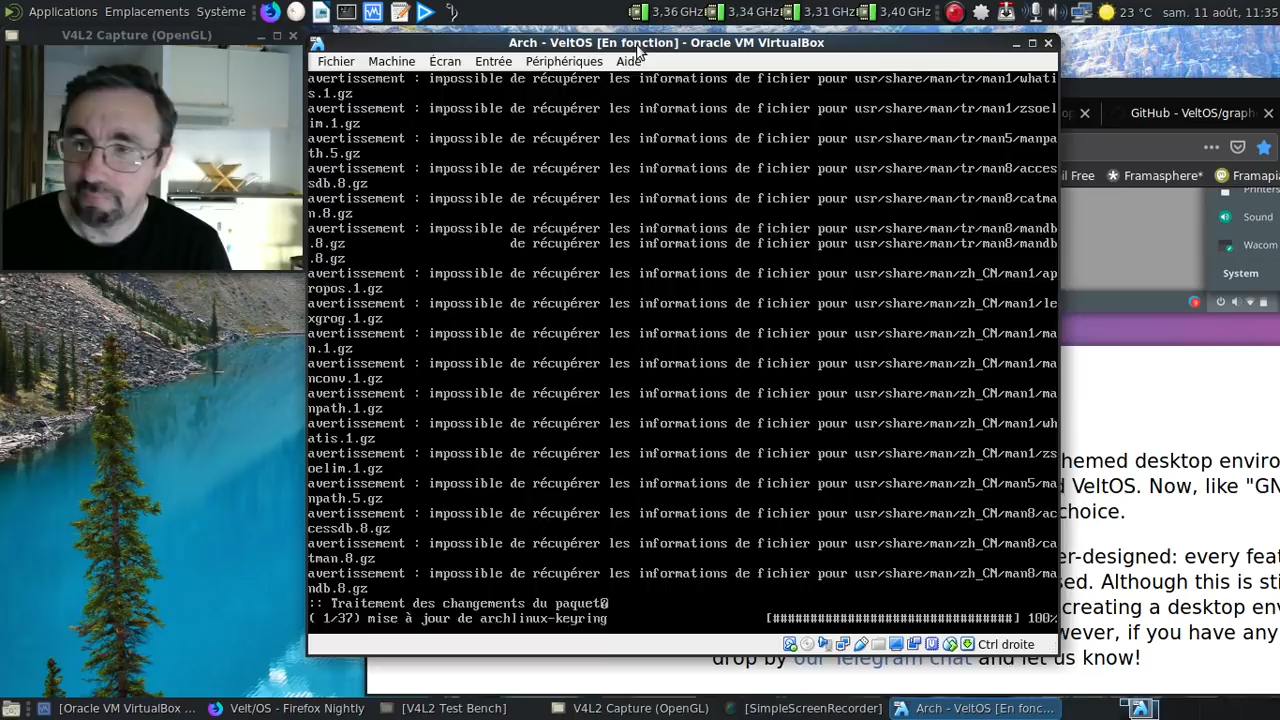 Applications Emplacements Système
3,36 GHz 3,34 GHz 3,31 GHz 3,40 GHz 23 °C sam. 11 août, 11:35
V4L2 Capture (OpenGL)
Arch - VeltOS [En fonction] - Oracle VM VirtualBox
Fichier Machine Écran Entrée Périphériques Aide
avertissement : impossible de récupérer les informations de fichier pour usr/share/man/tr/man1/whati
s.1.gz
avertissement : impossible de récupérer les informations de fichier pour usr/share/man/tr/man1/zsoel
im.1.gz
avertissement : impossible de récupérer les informations de fichier pour usr/share/man/tr/man5/manpa
th.5.gz
avertissement : impossible de récupérer les informations de fichier pour usr/share/man/tr/man8/acces
sdb.8.gz
avertissement : impossible de récupérer les informations de fichier pour usr/share/man/tr/man8/catma
n.8.gz
avertissement : impossible de récupérer les informations de fichier pour usr/share/man/tr/man8/mandb
.8.gz de récupérer les informations de fichier pour usr/share/man/tr/man8/mandb
.8.gz
avertissement : impossible de récupérer les informations de fichier pour usr/share/man/zh_CN/man1/ap
ropos.1.gz
avertissement : impossible de récupérer les informations de fichier pour usr/share/man/zh_CN/man1/le
xgrog.1.gz
avertissement : impossible de récupérer les informations de fichier pour usr/share/man/zh_CN/man1/ma
n.1.gz
avertissement : impossible de récupérer les informations de fichier pour usr/share/man/zh_CN/man1/ma
nconv.1.gz
avertissement : impossible de récupérer les informations de fichier pour usr/share/man/zh_CN/man1/ma
npath.1.gz
avertissement : impossible de récupérer les informations de fichier pour usr/share/man/zh_CN/man1/wh
atis.1.gz
avertissement : impossible de récupérer les informations de fichier pour usr/share/man/zh_CN/man1/zs
oelim.1.gz
avertissement : impossible de récupérer les informations de fichier pour usr/share/man/zh_CN/man5/ma
npath.5.gz
avertissement : impossible de récupérer les informations de fichier pour usr/share/man/zh_CN/man8/ac
cessdb.8.gz
avertissement : impossible de récupérer les informations de fichier pour usr/share/man/zh_CN/man8/ca
tman.8.gz
avertissement : impossible de récupérer les informations de fichier pour usr/share/man/zh_CN/man8/ma
ndb.8.gz
:: Traitement des changements du paquet
( 1/37) mise à jour de archlinux-keyring [################################] 100%
Ctrl droite
GitHub - VeltOS/graphe
il Free Framasphere* Framapia
Printers
Sound
Wacom
System
hemed desktop enviro
d VeltOS. Now, like "GN
choice.
er-designed: every feat
sed. Although this is sti
creating a desktop env
wever, if you have any
drop by our Telegram chat and let us know!
[Oracle VM VirtualBox ... Velt/OS - Firefox Nightly [V4L2 Test Bench] V4L2 Capture (OpenGL) [SimpleScreenRecorder] Arch - VeltOS [En fonc...